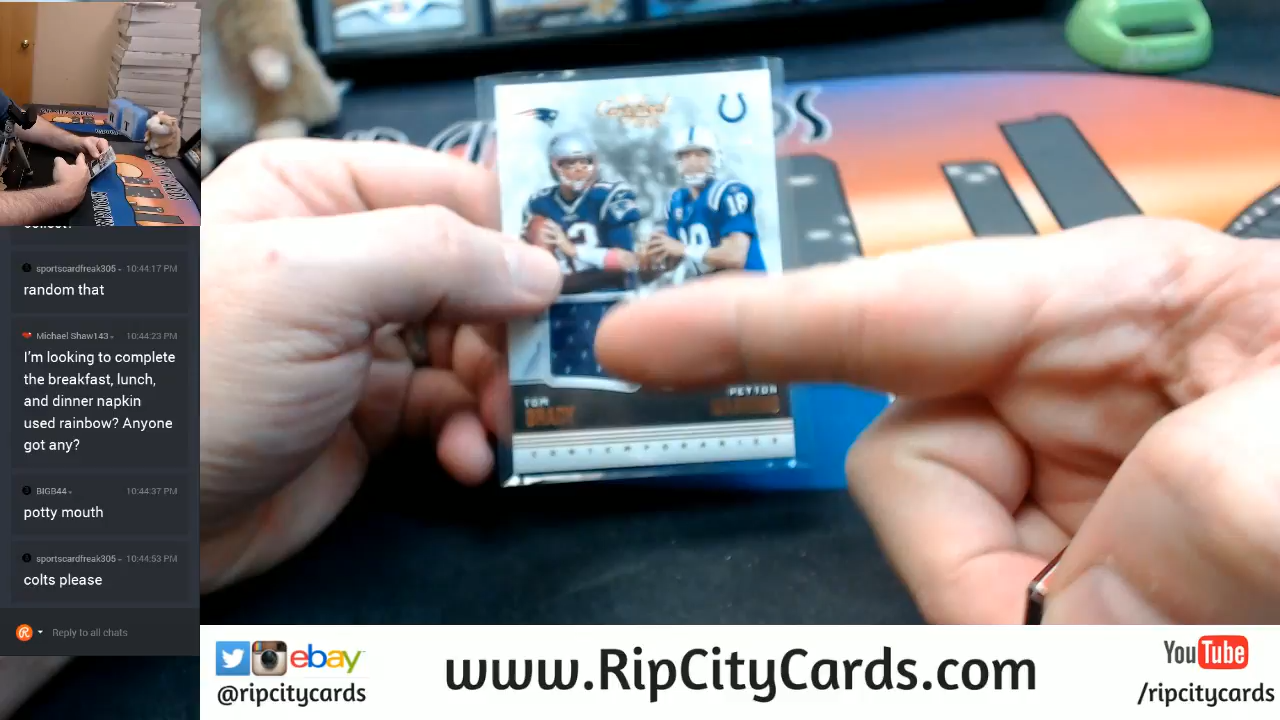 sportscardfreak305 10:44:17 PM
random that
Michael Shaw143 10:44:23 PM
I'm looking to complete
the breakfast, lunch,
and dinner napkin
used rainbow? Anyone
got any?
BIGB44 10:44:37 PM
potty mouth
sportscardfreak305 10:44:53 PM
colts please
Reply to all chats
18
TOM
BRADY
PEYTON
CONTEMPORARIES
ebay
@ripcitycards
www.RipCityCards.com
YouTube
/ripcitycards